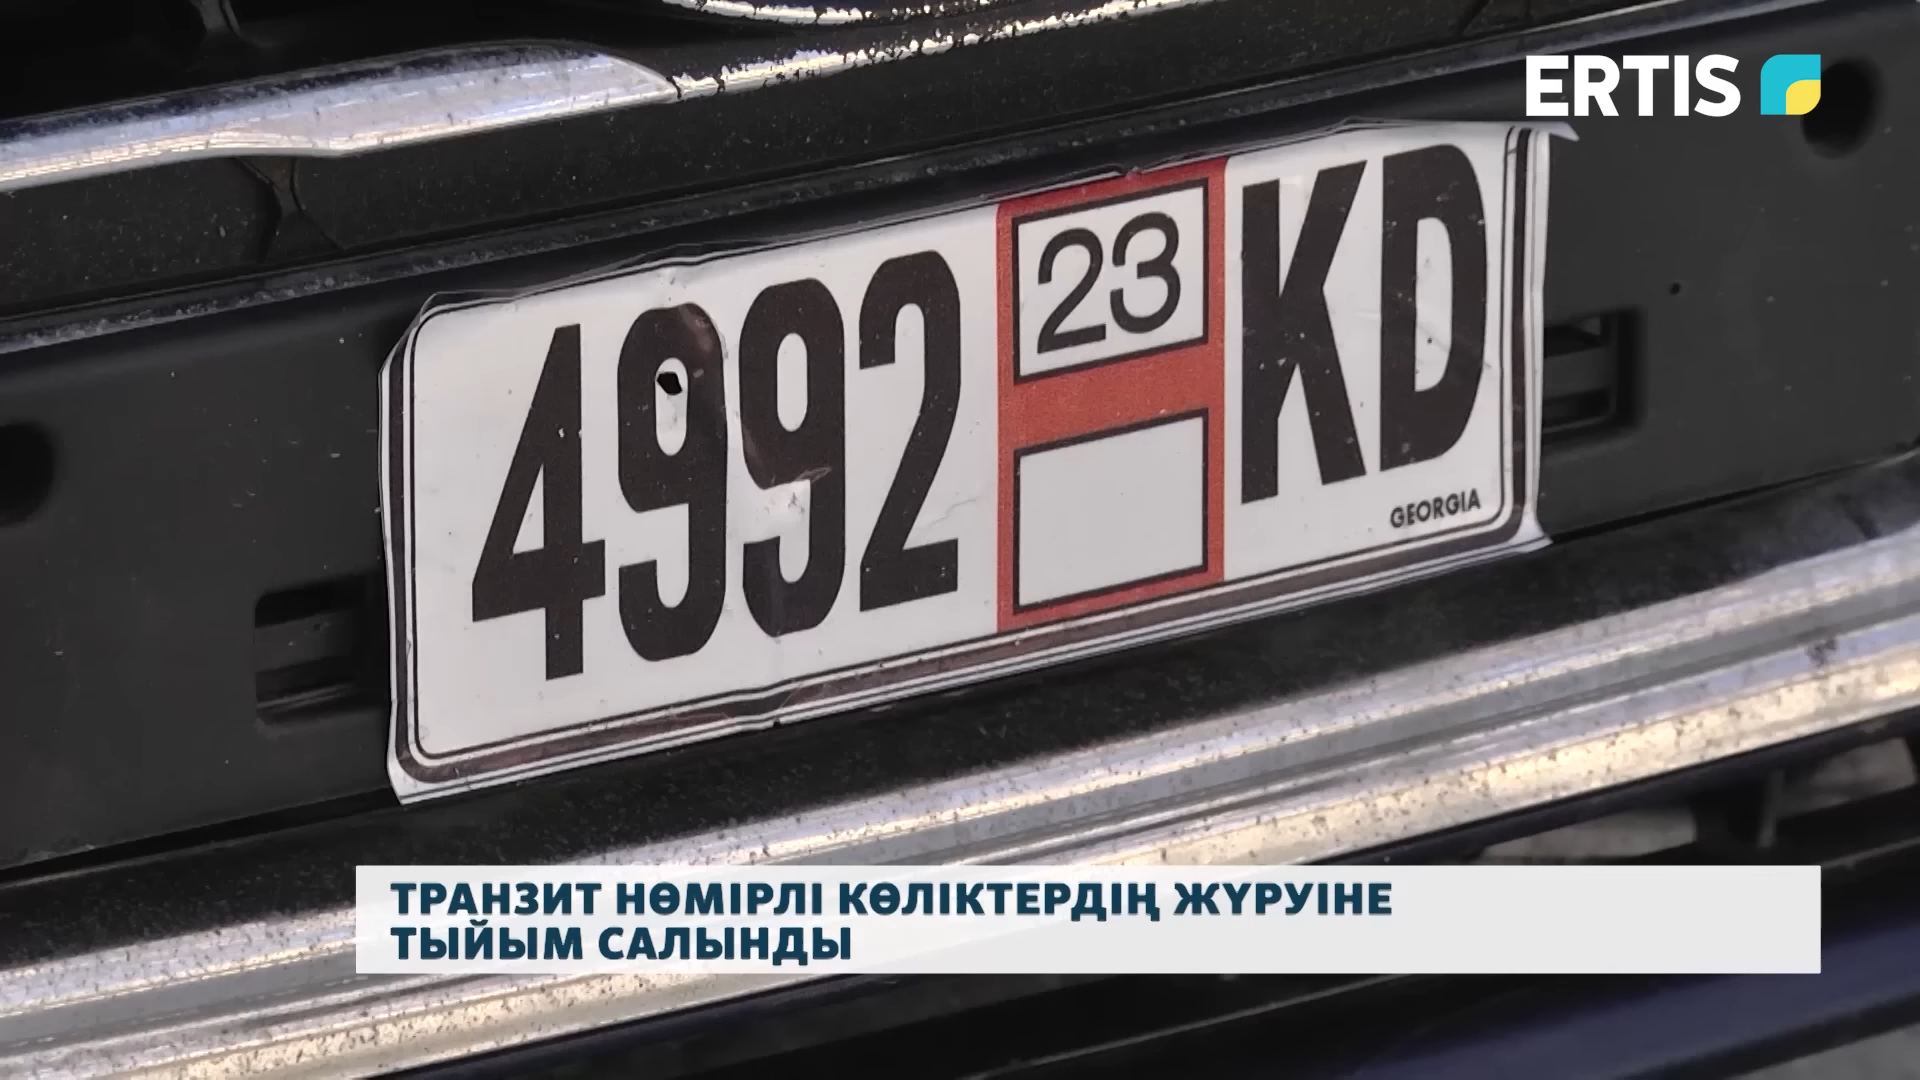 ERTIS
4992 23 KD
GEORGIA
ТРАНЗИТ НӨМІРЛІ КӨЛІКТЕРДІҢ ЖҮРУІНЕ
ТЫЙЫМ САЛЫНДЫ